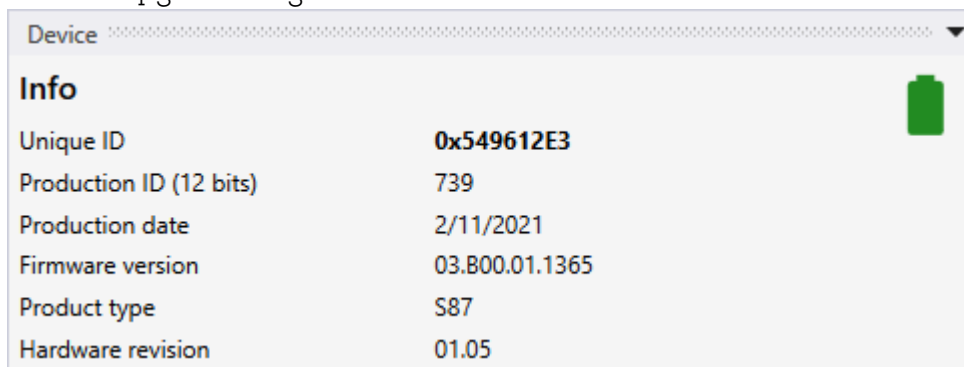 Device
Info
Unique ID 0x549612E3
Production ID (12 bits) 739
Production date 2/11/2021
Firmware version 03.B00.01.1365
Product type S87
Hardware revision 01.05